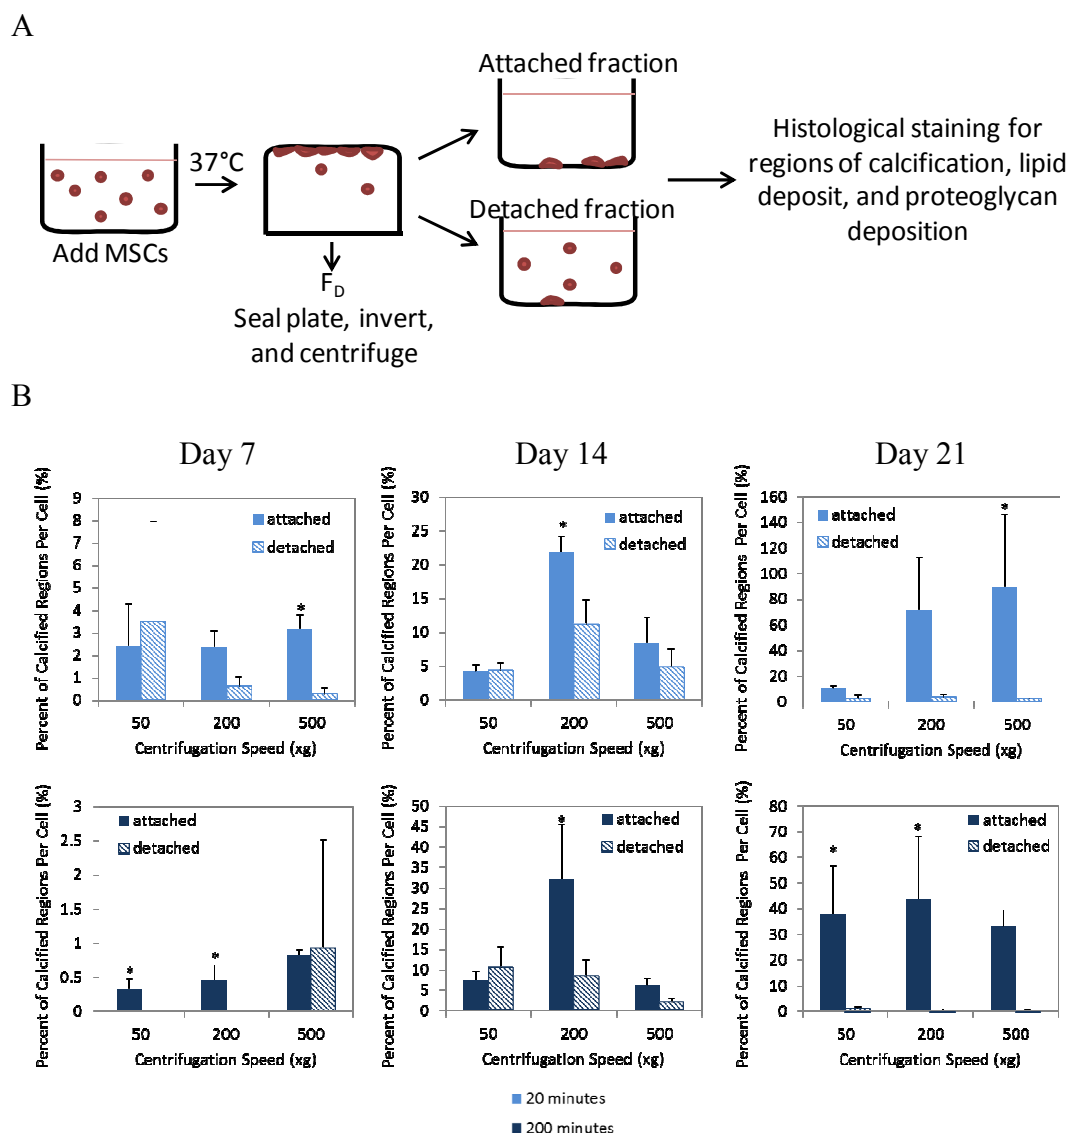 A
Attached fraction
Histological staining for
regions of calcification, lipid
deposit, and proteoglycan
deposition
37°C
Detached fraction
Add MSCs
F_D
Seal plate, invert,
and centrifuge
B
Day 7
Day 14
Day 21
Percent of Calcified Regions Per Cell (%)
9
8
7
6
5
4
3
2
1
0
attached
detached
*
50
200
500
Centrifugation Speed (xg)
Percent of Calcified Regions Per Cell (%)
30
25
20
15
10
5
0
attached
detached
*
50
200
500
Centrifugation Speed (xg)
Percent of Calcified Regions Per Cell (%)
160
140
120
100
80
60
40
20
0
attached
detached
*
50
200
500
Centrifugation Speed (xg)
Percent of Calcified Regions Per Cell (%)
3
2.5
2
1.5
1
0.5
0
attached
detached
*
*
50
200
500
Centrifugation Speed (xg)
Percent of Calcified Regions Per Cell (%)
50
45
40
35
30
25
20
15
10
5
0
attached
detached
*
50
200
500
Centrifugation Speed (xg)
Percent of Calcified Regions Per Cell (%)
80
70
60
50
40
30
20
10
0
attached
detached
*
*
50
200
500
Centrifugation Speed (xg)
20 minutes
200 minutes